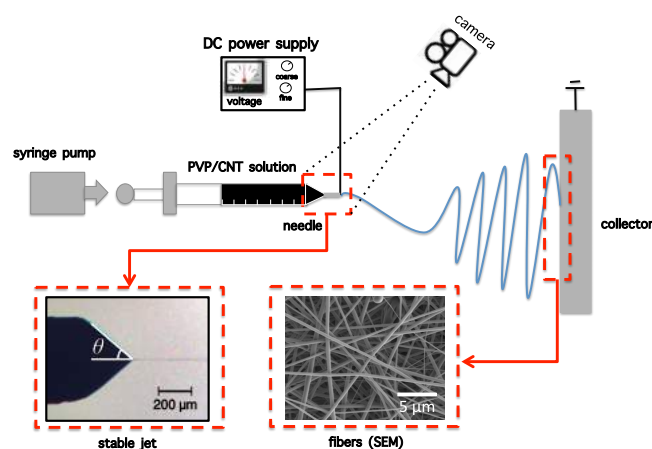 camera
DC power supply
coarse
voltage
fine
syringe pump
PVP/CNT solution
needle
collector
θ
200 μm
5 μm
stable jet
fibers (SEM)